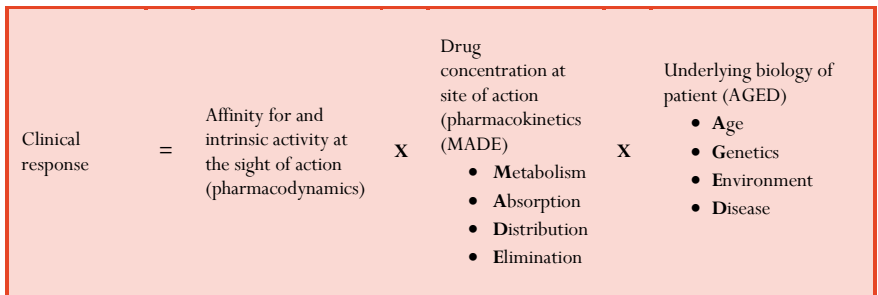 Clinical
response
=
Affinity for and
intrinsic activity at
the sight of action
(pharmacodynamics)
X
Drug
concentration at
site of action
(pharmacokinetics
(MADE)
• Metabolism
• Absorption
• Distribution
• Elimination
X
Underlying biology of
patient (AGED)
• Age
• Genetics
• Environment
• Disease